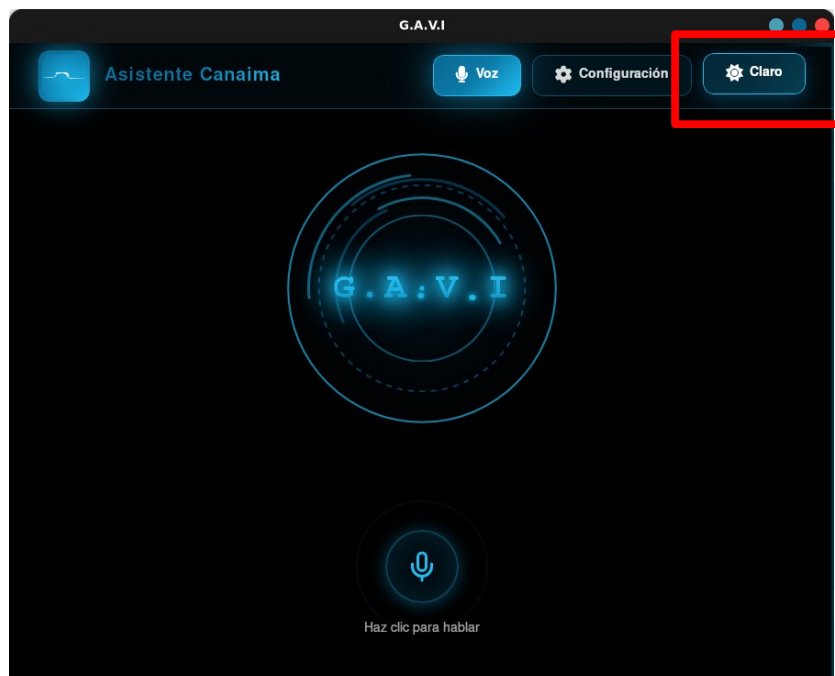 G.A.V.I
Asistente Canaima
Voz
Configuración
Claro
G.A.V.I
Haz clic para hablar